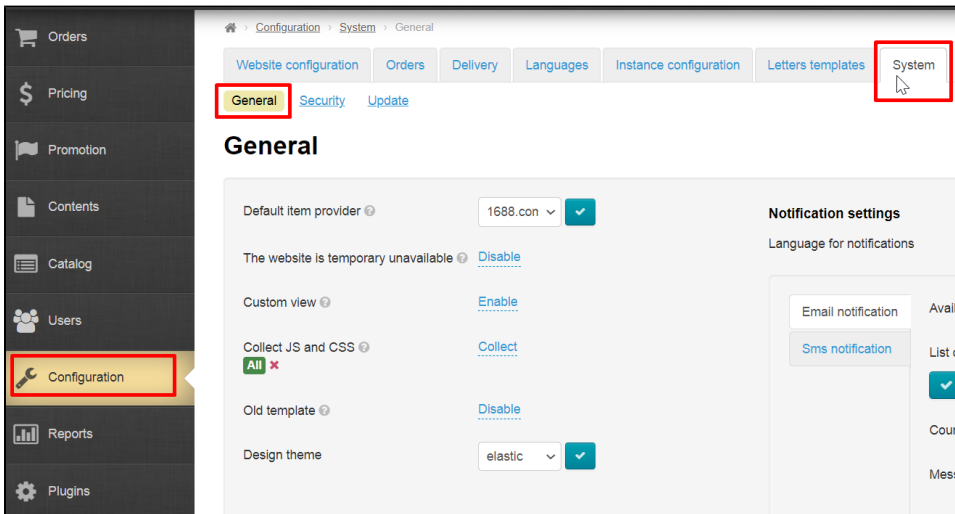 Orders
Pricing
Promotion
Contents
Catalog
Users
Configuration
Reports
Plugins
Configuration › System › General
Website configuration Orders Delivery Languages Instance configuration Letters templates System
General Security Update
General
Default item provider ? 1688.con
The website is temporary unavailable ? Disable
Custom view ? Enable
Collect JS and CSS ? Collect
All ×
Old template ? Disable
Design theme elastic
Notification settings
Language for notifications
Email notification
Sms notification
Avail
List
Cour
Mess